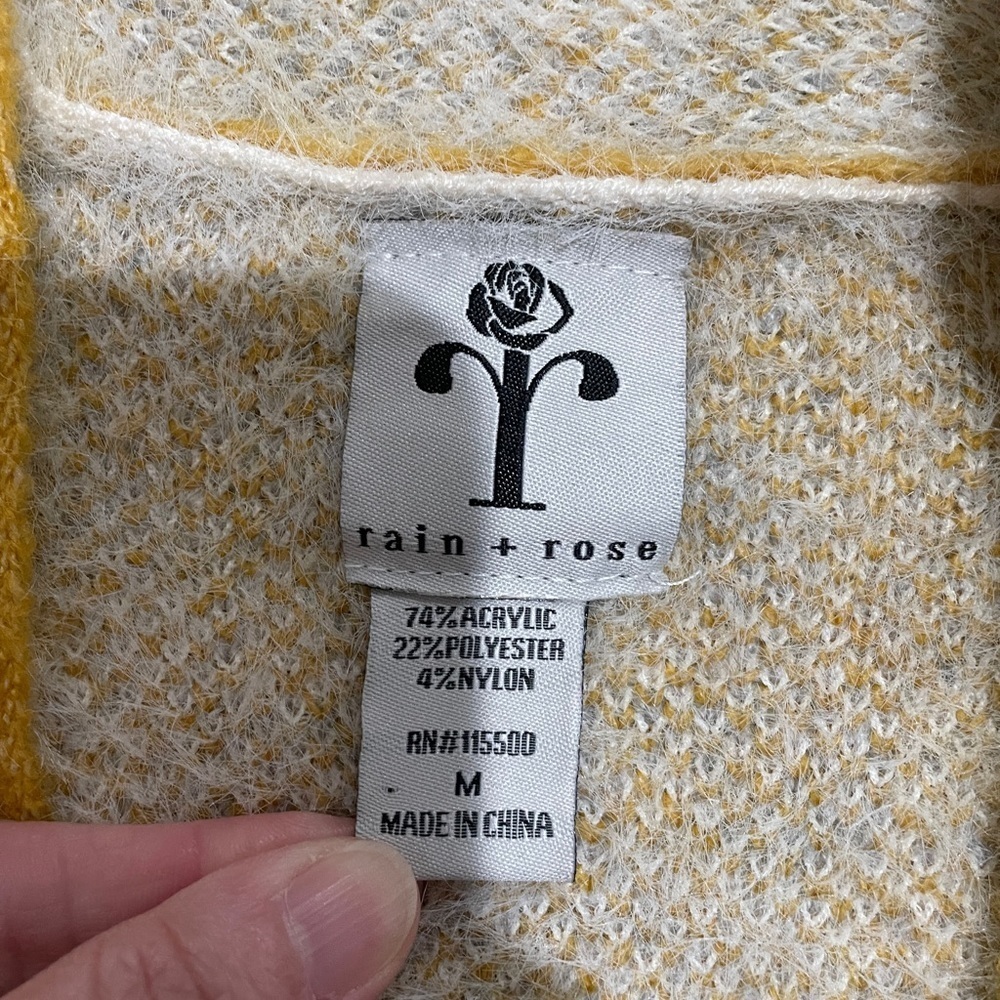 rain + rose
74%ACRYLIC
22%POLYESTER
4%NYLON
RN#115500
M
MADE IN CHINA